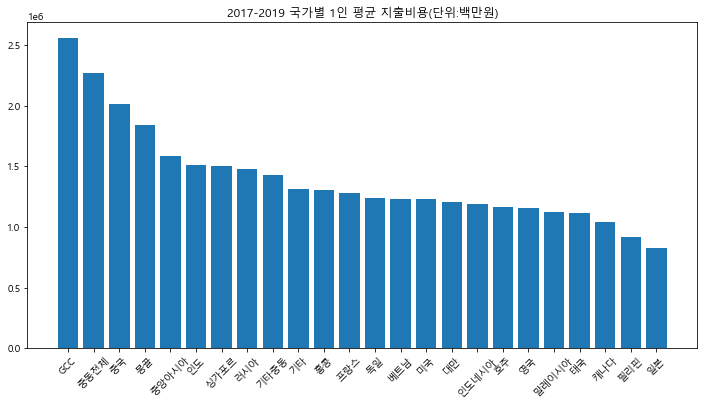 2017-2019 국가별 1인 평균 지출비용(단위:백만원)
1e6
2.5
2.0
1.5
1.0
0.5
0.0
GCC
중동전체
중국
몽골
중앙아시아
인도
싱가포르
러시아
기타중동
기타
홍콩
프랑스
독일
베트남
미국
대만
인도네시아
호주
영국
말레이시아
태국
캐나다
필리핀
일본